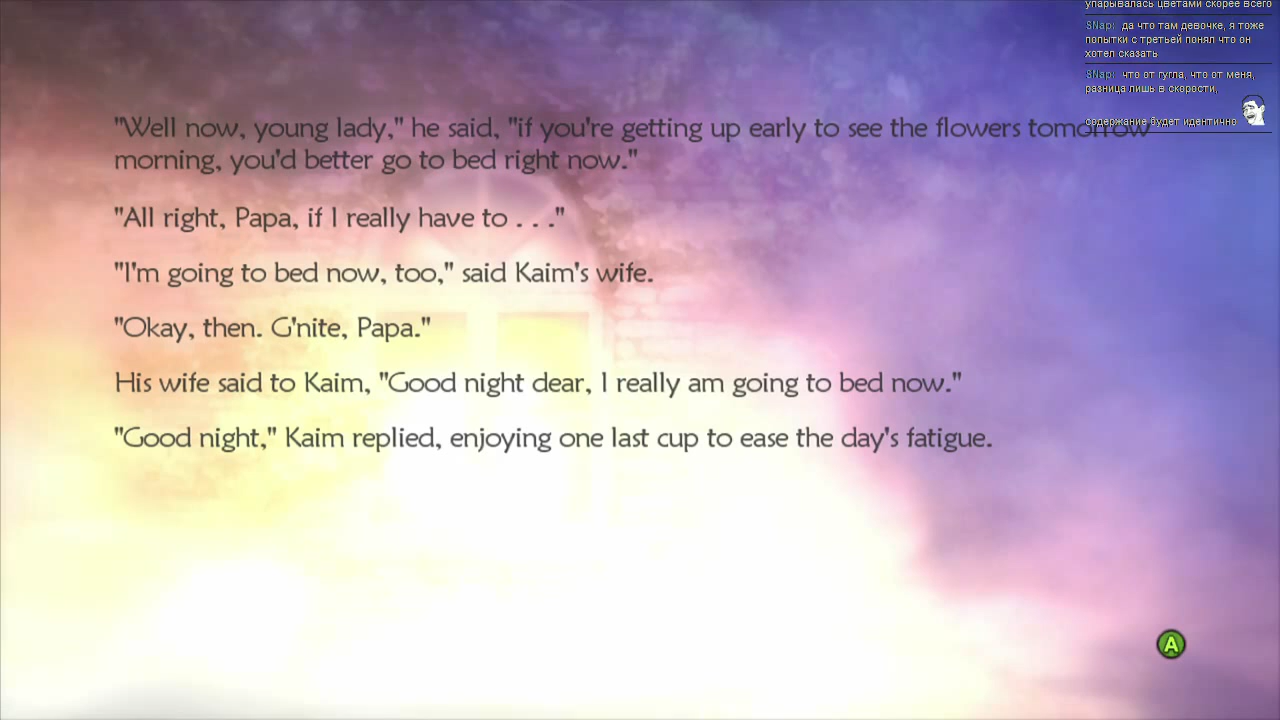 упарывалась цветами скорее всего
SNap: да что там девочке, я тоже
попытки с третьей понял что он
хотел сказать
SNap: что от гугла, что от меня,
разница лишь в скорости,
содержание будет идентично
"Well now, young lady," he said, "if you're getting up early to see the flowers tomorrow
morning, you'd better go to bed right now."
"All right, Papa, if I really have to . . ."
"I'm going to bed now, too," said Kaim's wife.
"Okay, then. G'nite, Papa."
His wife said to Kaim, "Good night dear, I really am going to bed now."
"Good night," Kaim replied, enjoying one last cup to ease the day's fatigue.
A